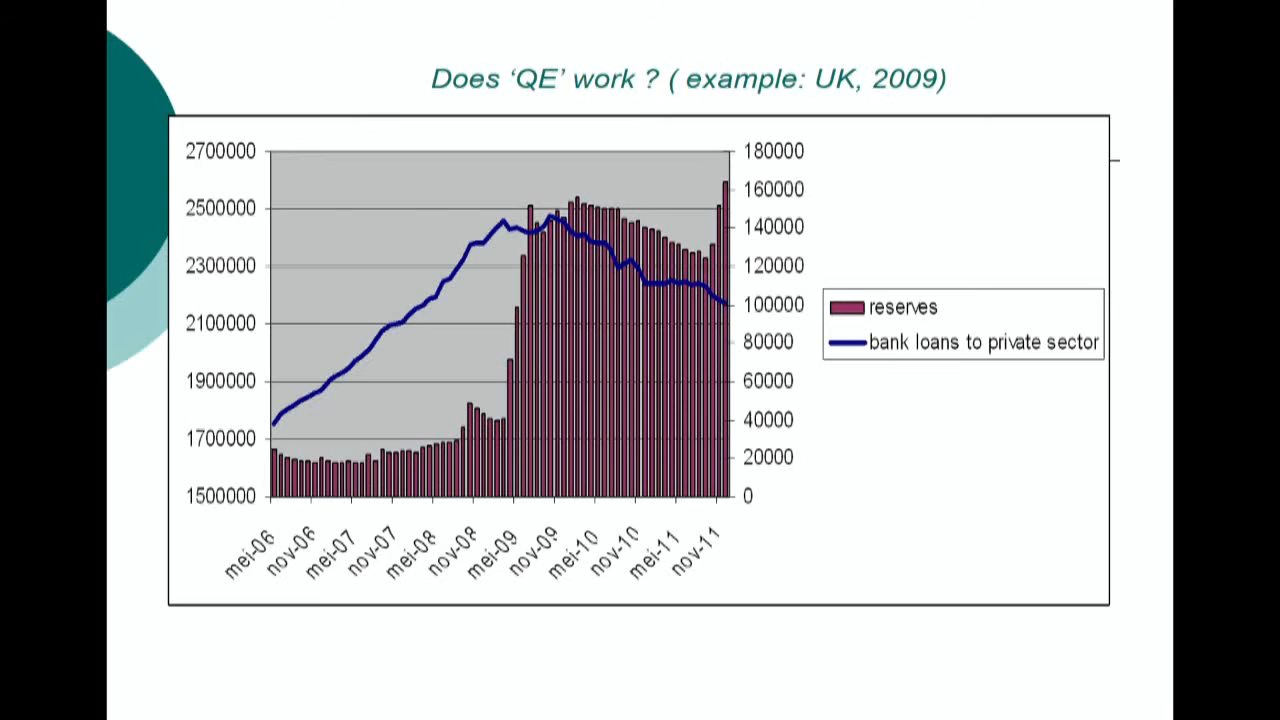 Does ‘QE’ work ? ( example: UK, 2009)
2700000
2500000
2300000
2100000
1900000
1700000
1500000
180000
160000
140000
120000
100000
80000
60000
40000
20000
0
mei-06
nov-06
mei-07
nov-07
mei-08
nov-08
mei-09
nov-09
mei-10
nov-10
mei-11
nov-11
reserves
bank loans to private sector